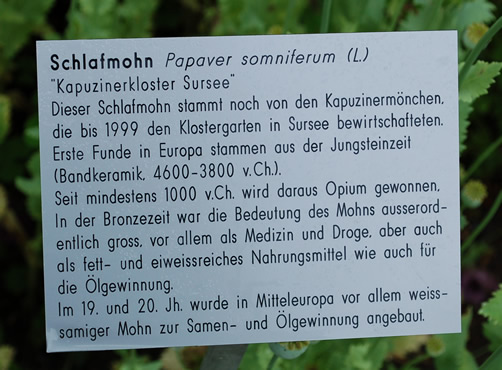 Schlafmohn Papaver somniferum (L.)
"Kapuzinerkloster Sursee"
Dieser Schlafmohn stammt noch von den Kapuzinermönchen,
die bis 1999 den Klostergarten in Sursee bewirtschafteten.
Erste Funde in Europa stammen aus der Jungsteinzeit
(Bandkeramik, 4600-3800 v.Ch.).
Seit mindestens 1000 v.Ch. wird daraus Opium gewonnen,
In der Bronzezeit war die Bedeutung des Mohns ausserord-
entlich gross, vor allem als Medizin und Droge, aber auch
als fett- und eiweissreiches Nahrungsmittel wie auch für
die Ölgewinnung.
Im 19. und 20. Jh. wurde in Mitteleuropa vor allem weiss-
samiger Mohn zur Samen- und Ölgewinnung angebaut.